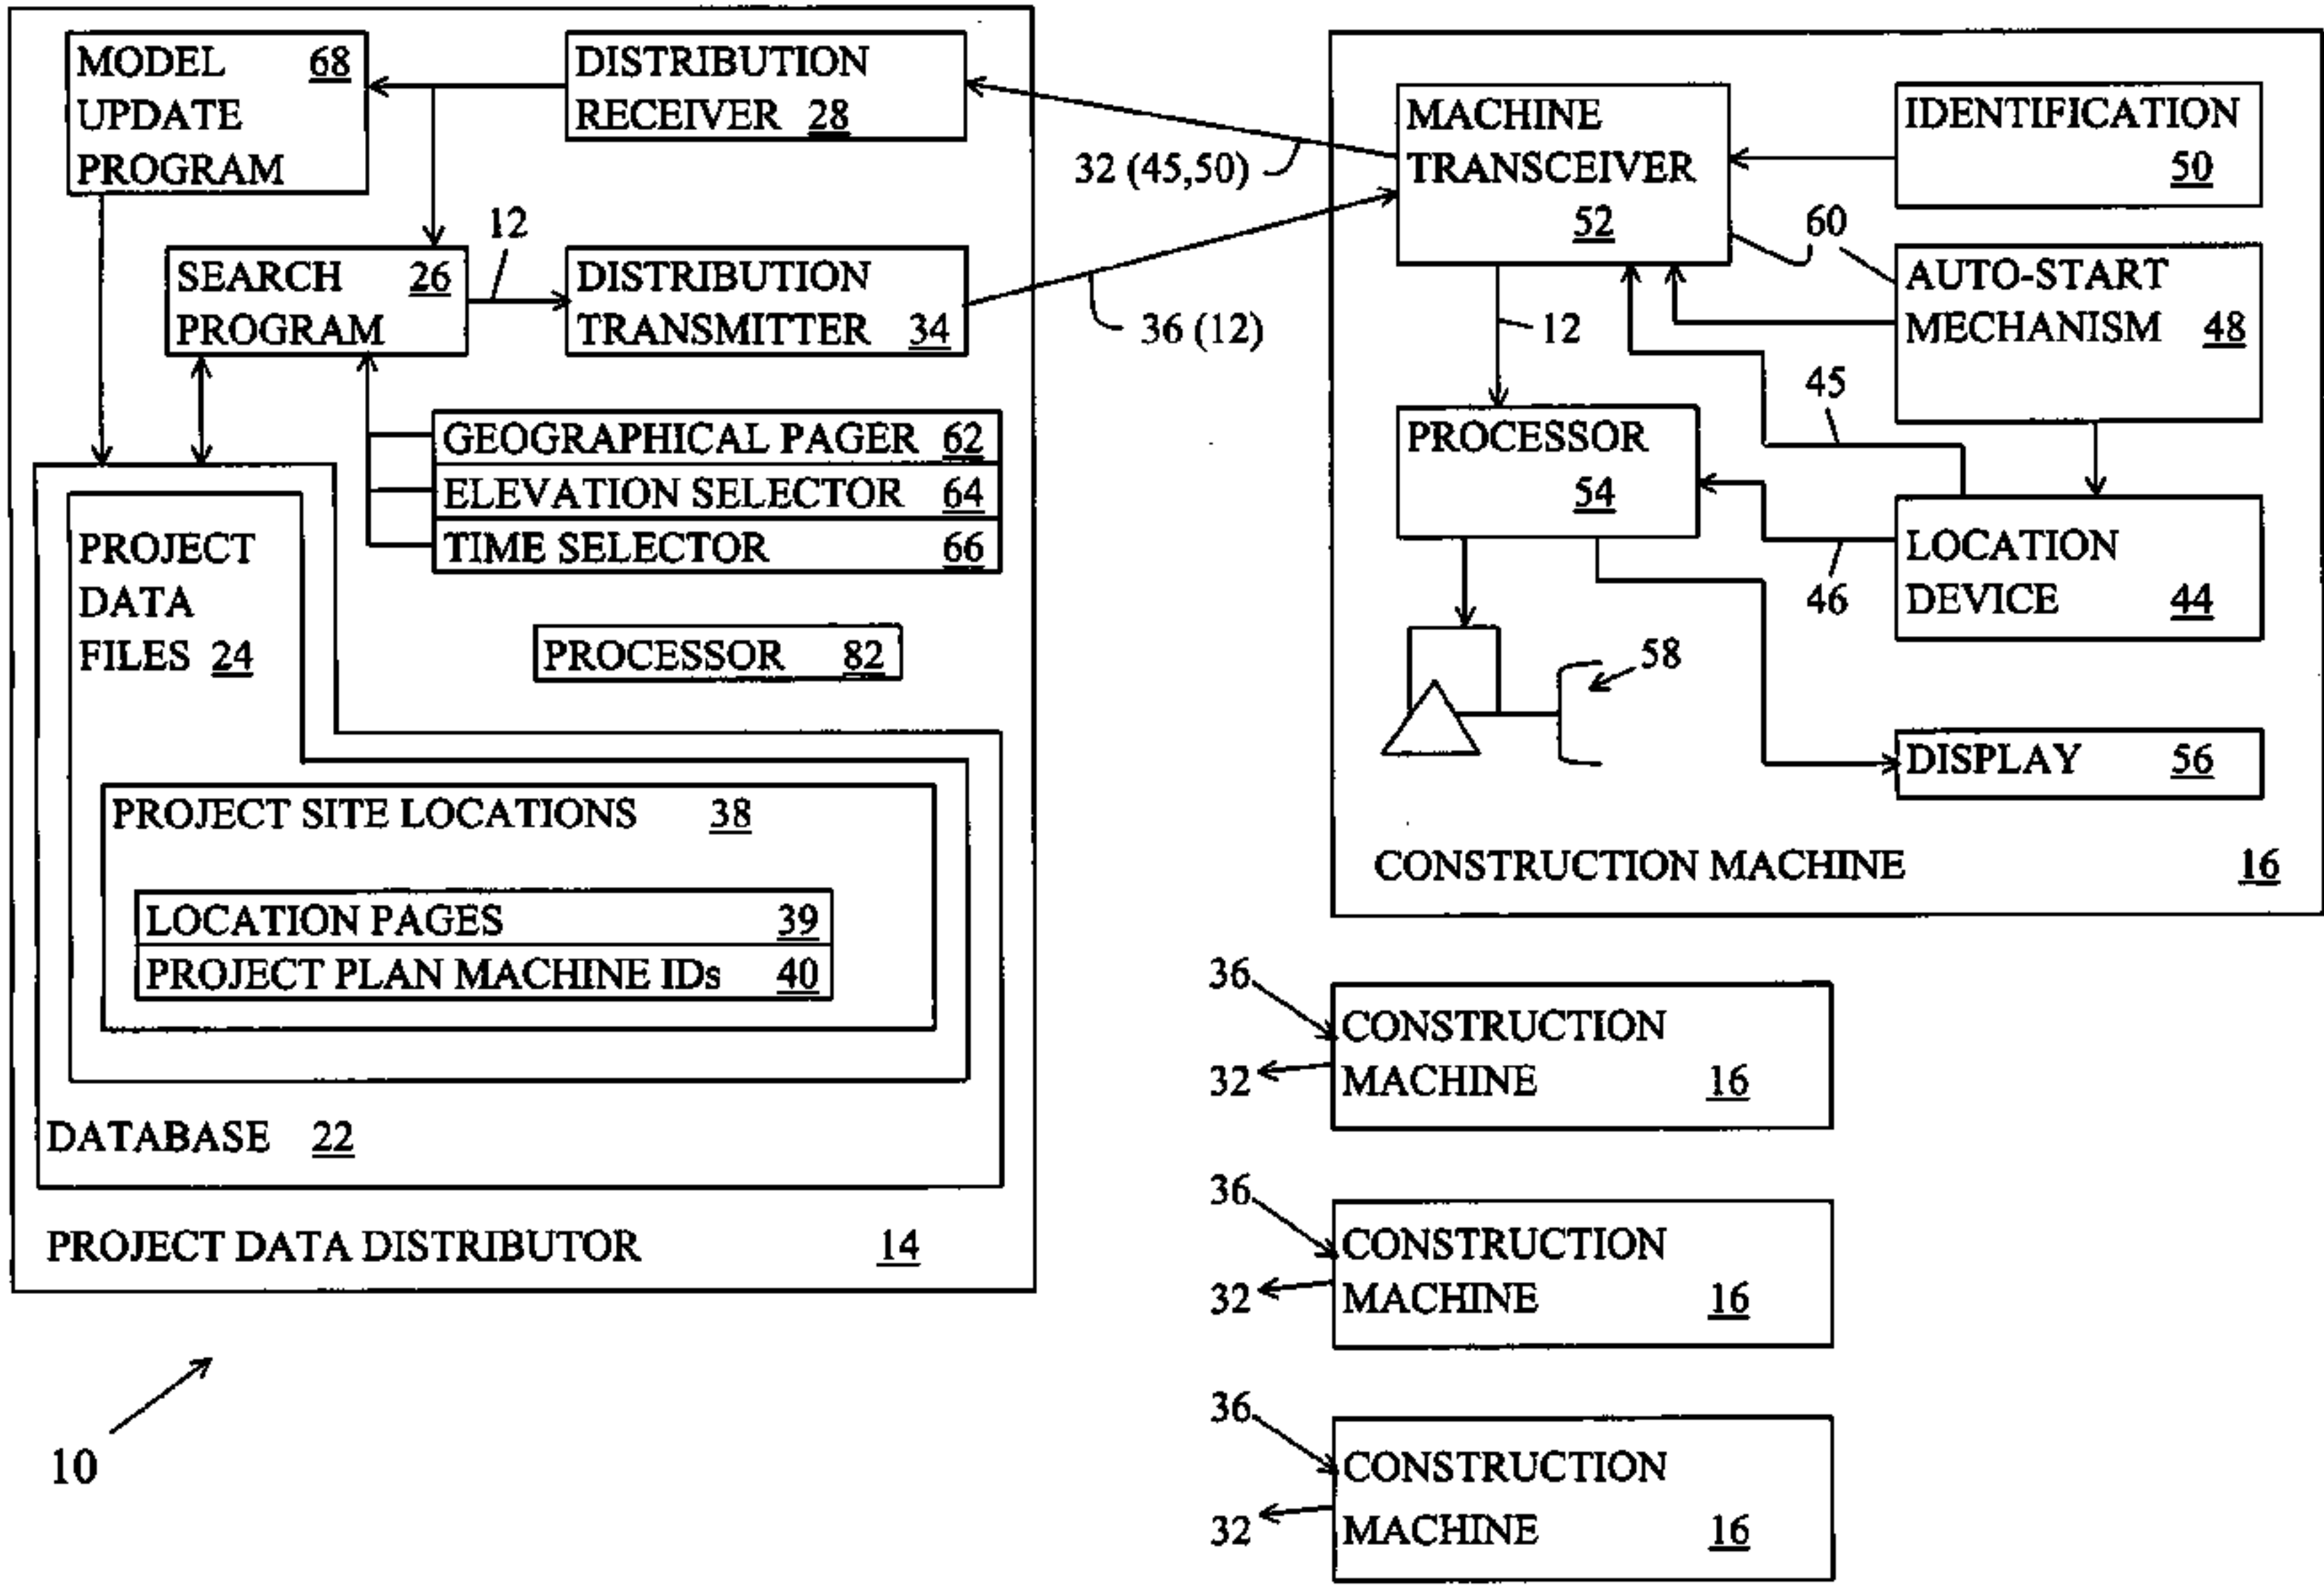 MODEL 68
UPDATE
PROGRAM
DISTRIBUTION
RECEIVER 28
12
SEARCH 26
PROGRAM
DISTRIBUTION
TRANSMITTER 34
GEOGRAPHICAL PAGER 62
ELEVATION SELECTOR 64
TIME SELECTOR 66
PROCESSOR 82
PROJECT
DATA
FILES 24
PROJECT SITE LOCATIONS 38
LOCATION PAGES 39
PROJECT PLAN MACHINE IDs 40
DATABASE 22
PROJECT DATA DISTRIBUTOR 14
10
32 (45,50)
36 (12)
MACHINE
TRANSCEIVER
52
IDENTIFICATION
50
60
AUTO-START
MECHANISM 48
12
45
PROCESSOR
54
46
LOCATION
DEVICE 44
58
DISPLAY 56
CONSTRUCTION MACHINE 16
36
CONSTRUCTION
32
MACHINE 16
36
CONSTRUCTION
32
MACHINE 16
36
CONSTRUCTION
32
MACHINE 16